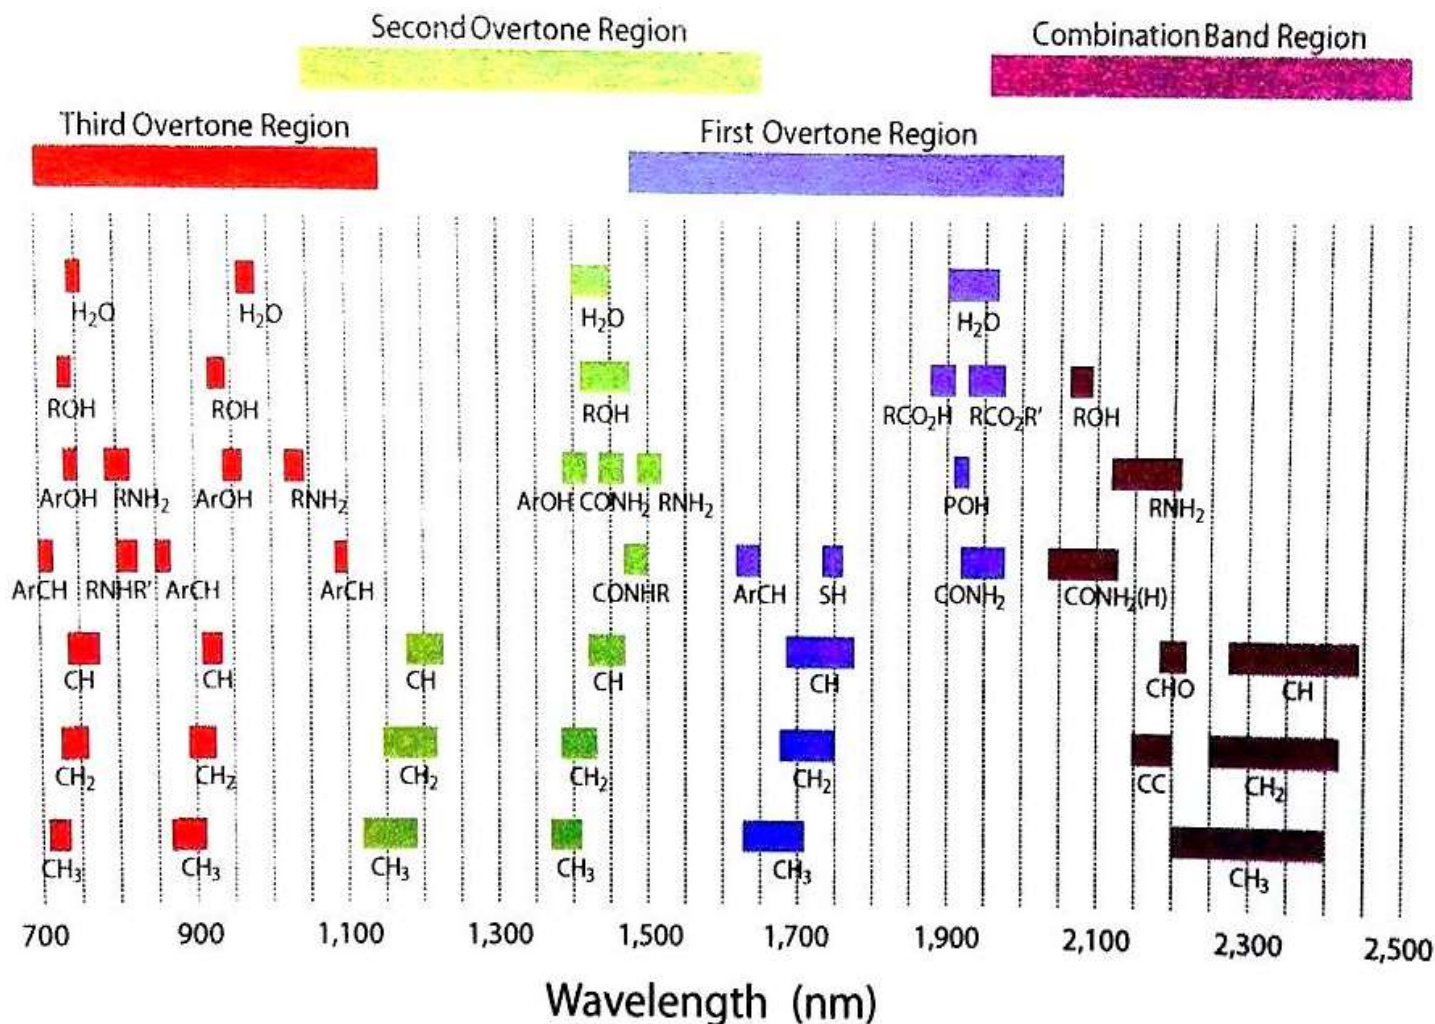 Second Overtone Region
Combination Band Region
Third Overtone Region
First Overtone Region
H₂O H₂O H₂O H₂O
ROH ROH ROH RCO₂H RCO₂R' ROH
ArOH RNH₂ ArOH RNH₂ ArOH CONH₂ RNH₂ POH RNH₂
ArCH RNHR' ArCH ArCH CONHR ArCH SH CONH₂ CONH₂(H)
CH CH CH CH CH CHO CH
CH₂ CH₂ CH₂ CH₂ CH₂ CC CH₂
CH₃ CH₃ CH₃ CH₃ CH₃ CH₃
700 900 1,100 1,300 1,500 1,700 1,900 2,100 2,300 2,500
Wavelength (nm)